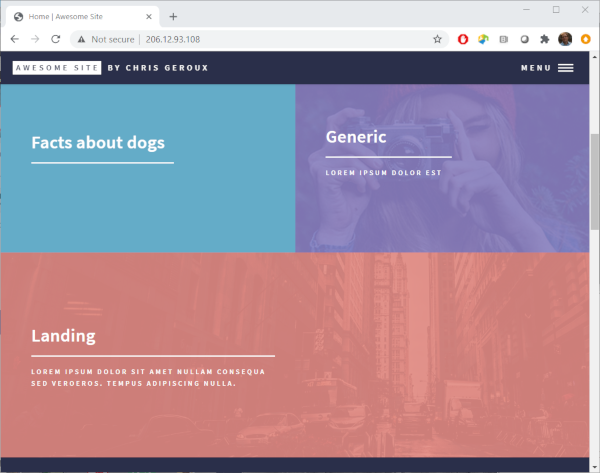 Home | Awesome Site
Not secure | 206.12.93.108
AWESOME SITE BY CHRIS GEROUX
MENU
Facts about dogs
Generic
LOREM IPSUM DOLOR EST
Landing
LOREM IPSUM DOLOR SIT AMET NULLAM CONSEQUA
SED VEROEROS. TEMPUS ADIPISCING NULLA.